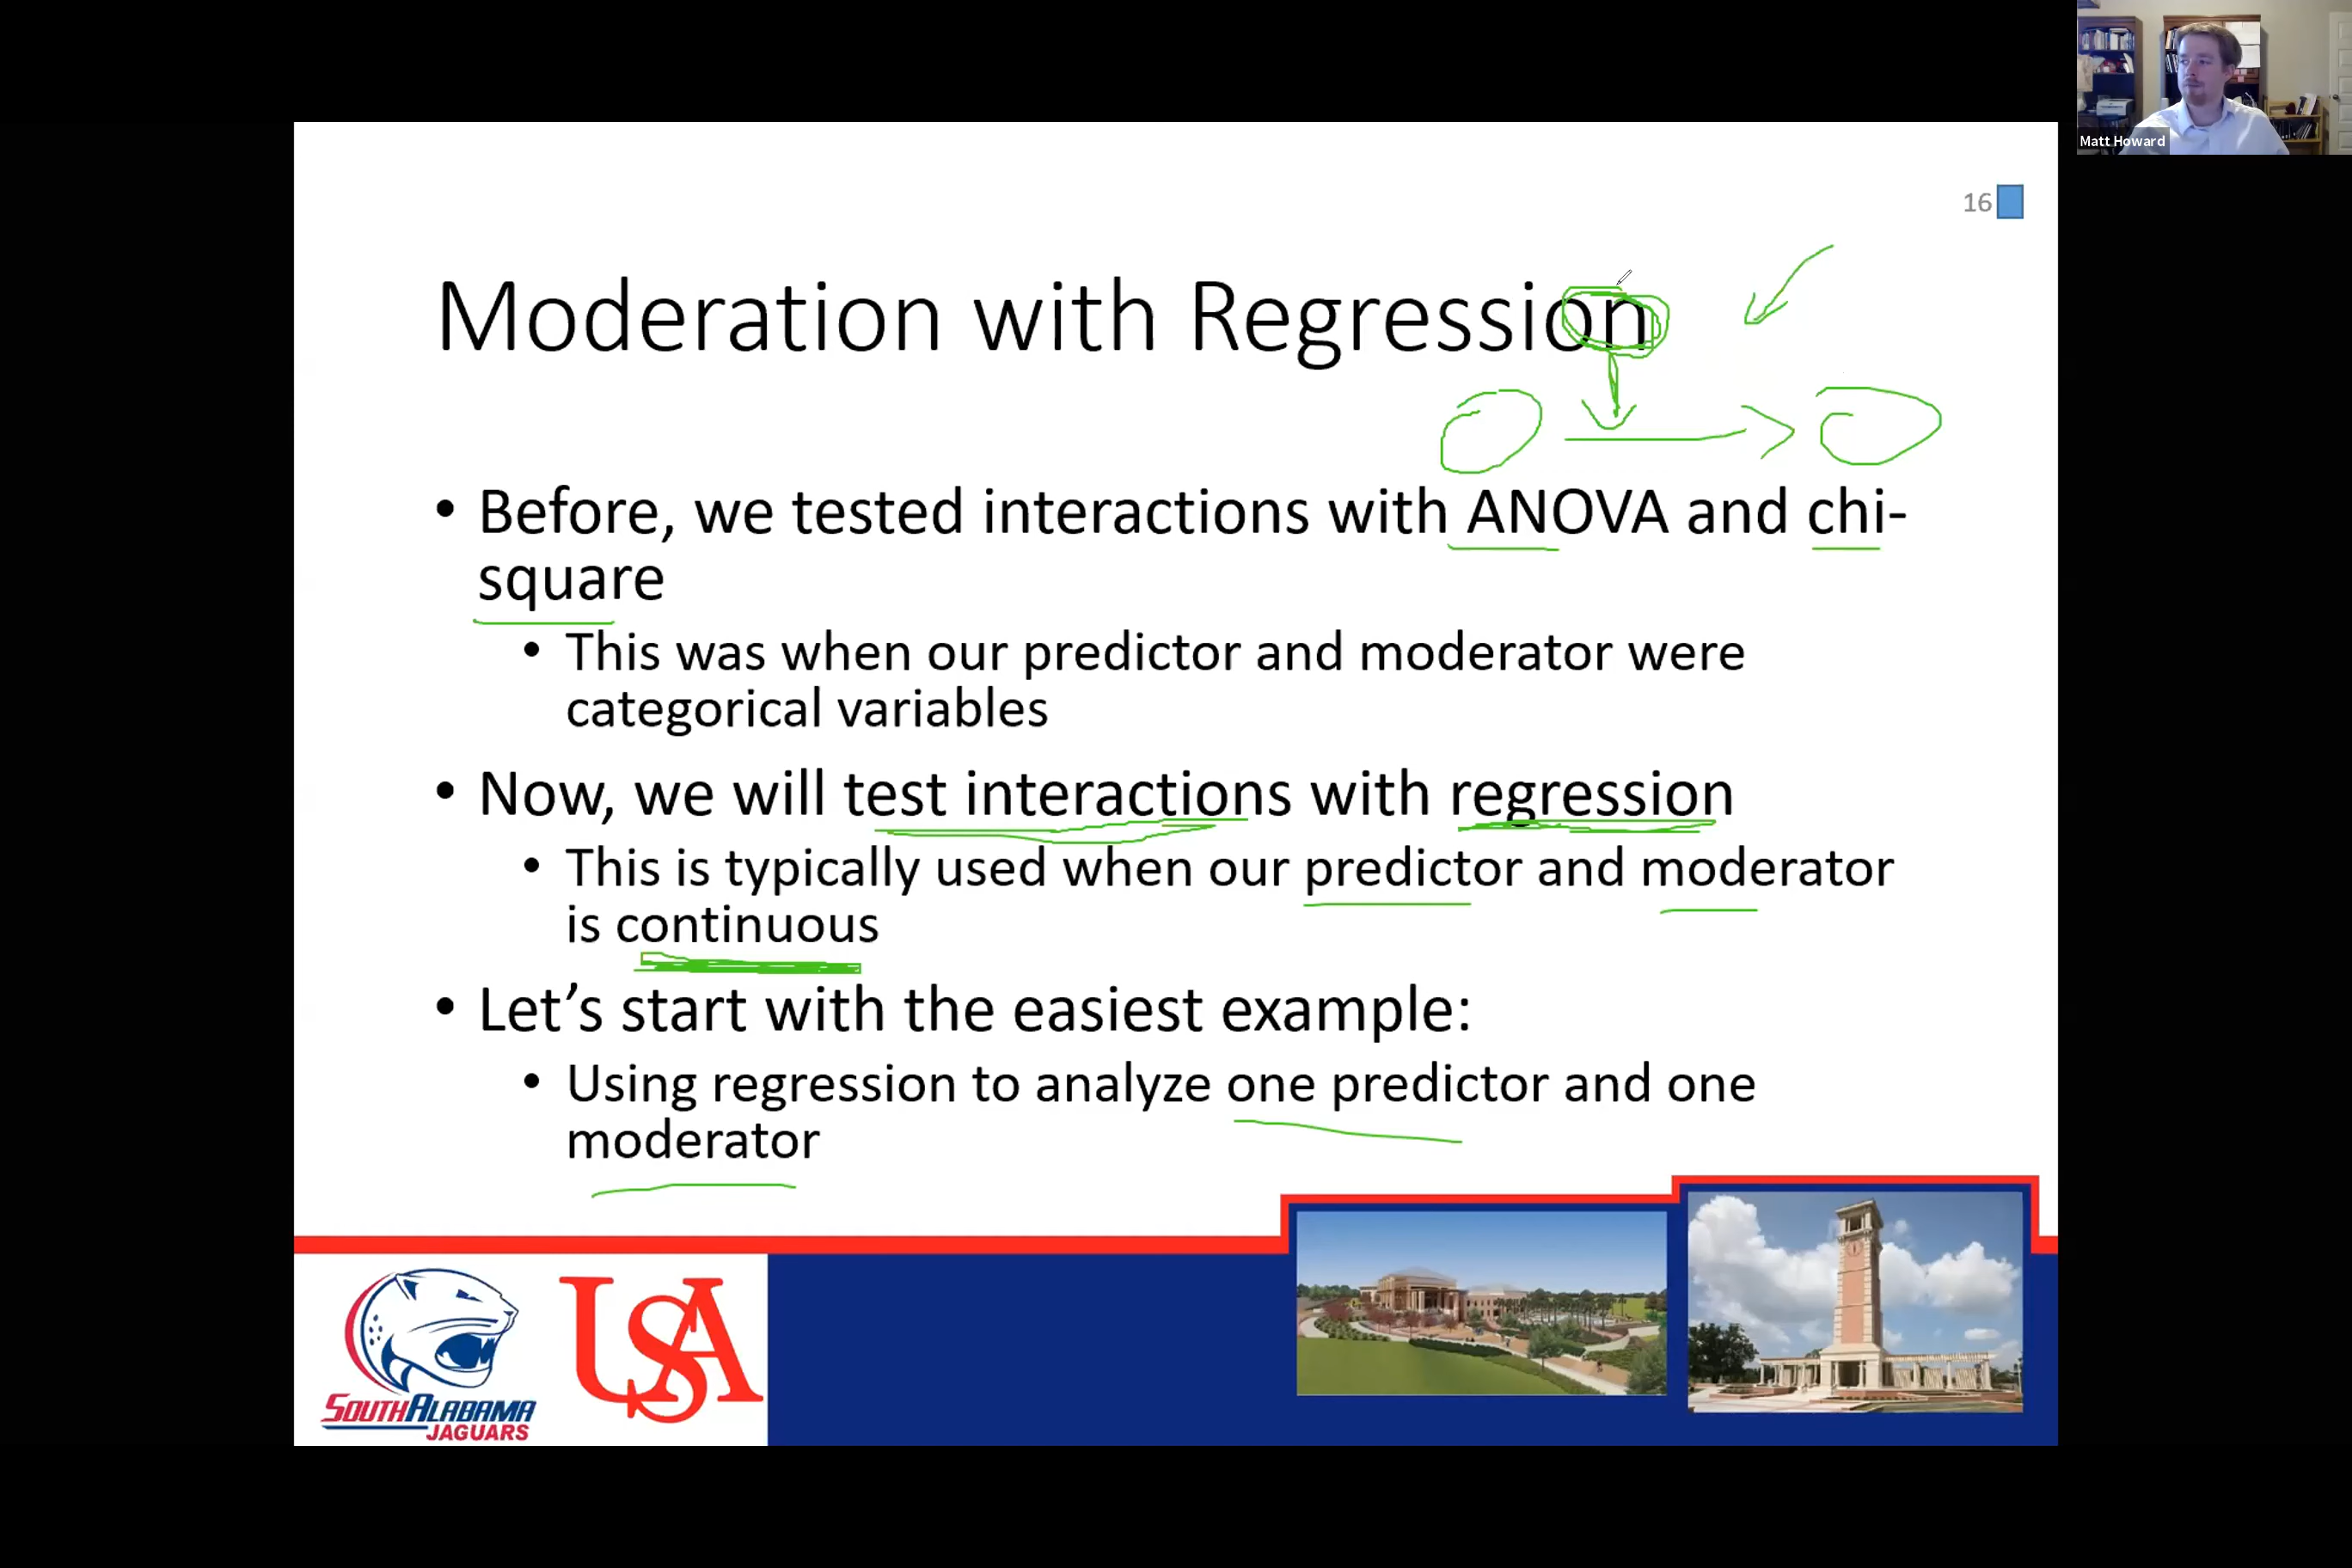 Matt Howard
16
Moderation with Regression
• Before, we tested interactions with ANOVA and chi-
square
• This was when our predictor and moderator were
categorical variables
• Now, we will test interactions with regression
• This is typically used when our predictor and moderator
is continuous
• Let’s start with the easiest example:
• Using regression to analyze one predictor and one
moderator
SOUTH ALABAMA
JAGUARS
USA